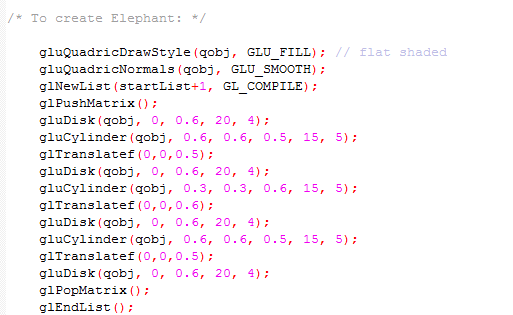 /* To create Elephant: */
gluQuadricDrawStyle(qobj, GLU_FILL); // flat shaded
gluQuadricNormals(qobj, GLU_SMOOTH);
glNewList(startList+1, GL_COMPILE);
glPushMatrix();
gluDisk(qobj, 0, 0.6, 20, 4);
gluCylinder(qobj, 0.6, 0.6, 0.5, 15, 5);
glTranslatef(0,0,0.5);
gluDisk(qobj, 0, 0.6, 20, 4);
gluCylinder(qobj, 0.3, 0.3, 0.6, 15, 5);
glTranslatef(0,0,0.6);
gluDisk(qobj, 0, 0.6, 20, 4);
gluCylinder(qobj, 0.6, 0.6, 0.5, 15, 5);
glTranslatef(0,0,0.5);
gluDisk(qobj, 0, 0.6, 20, 4);
glPopMatrix();
glEndList();